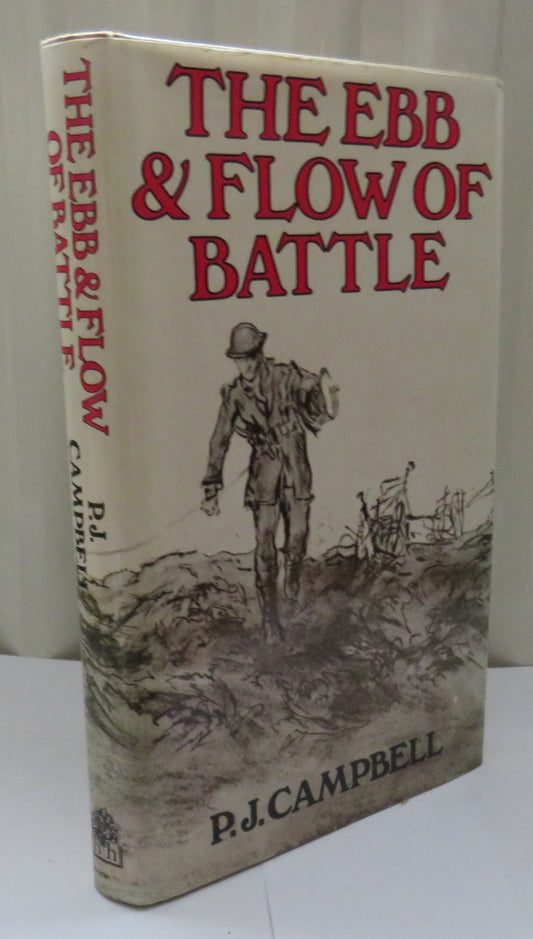 THE EBB
& FLOW OF
BATTLE
P.J. CAMPBELL
THE EBB & FLOW
OF BATTLE
P.J.
CAMPBELL